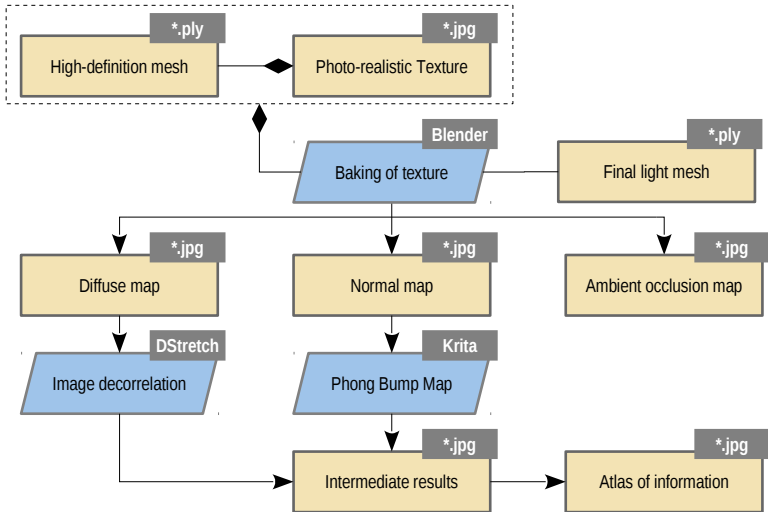 *.ply
*.jpg
High-definition mesh
Photo-realistic Texture
Blender
*.ply
Baking of texture
Final light mesh
*.jpg
*.jpg
*.jpg
Diffuse map
Normal map
Ambient occlusion map
DStretch
Krita
Image decorrelation
Phong Bump Map
*.jpg
*.jpg
Intermediate results
Atlas of information